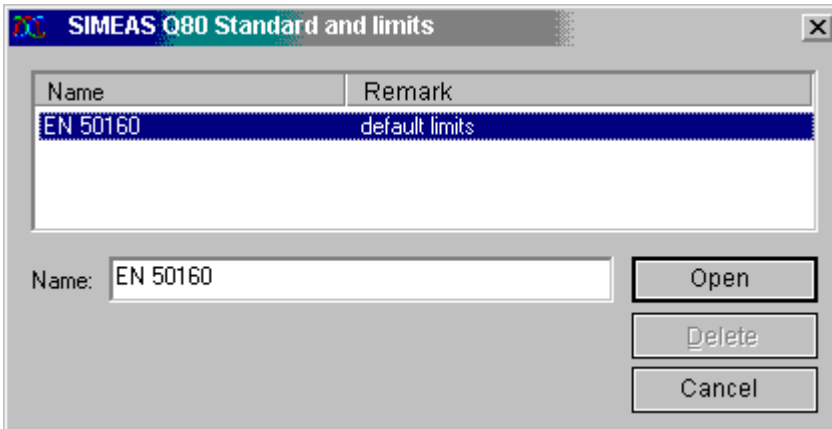 SIMEAS Q80 Standard and limits
Name Remark
EN 50160 default limits
Name: EN 50160
Open
Delete
Cancel